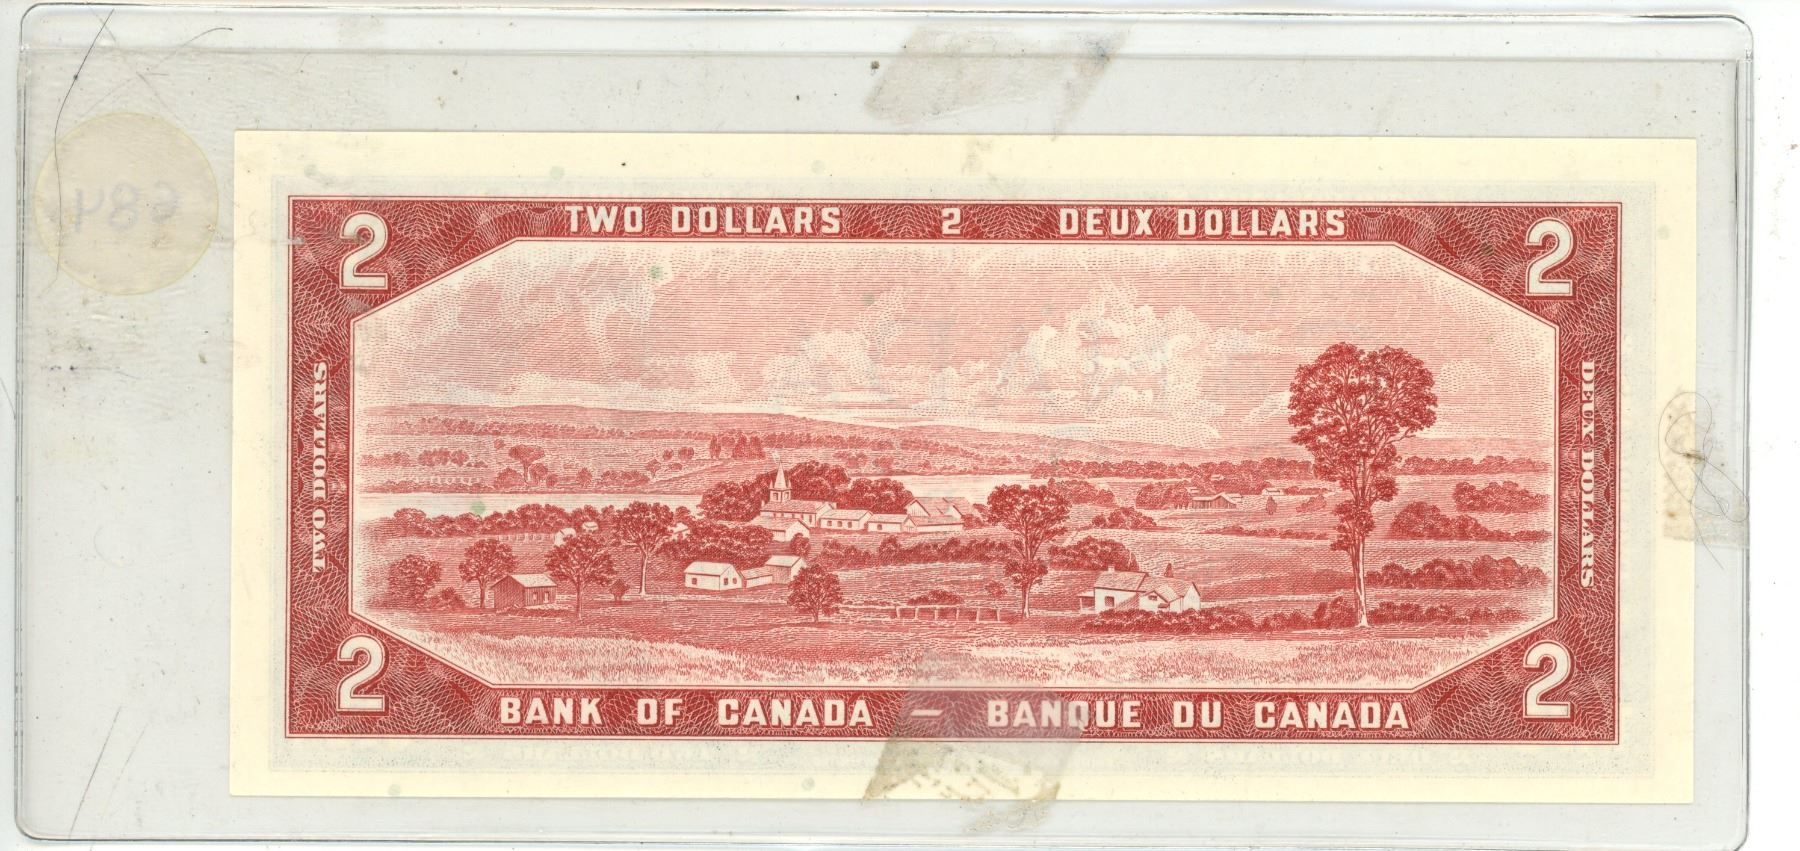 TWO DOLLARS 2 DEUX DOLLARS
2 2
TWO DOLLARS
DEUX DOLLARS
2 2
BANK OF CANADA — BANQUE DU CANADA